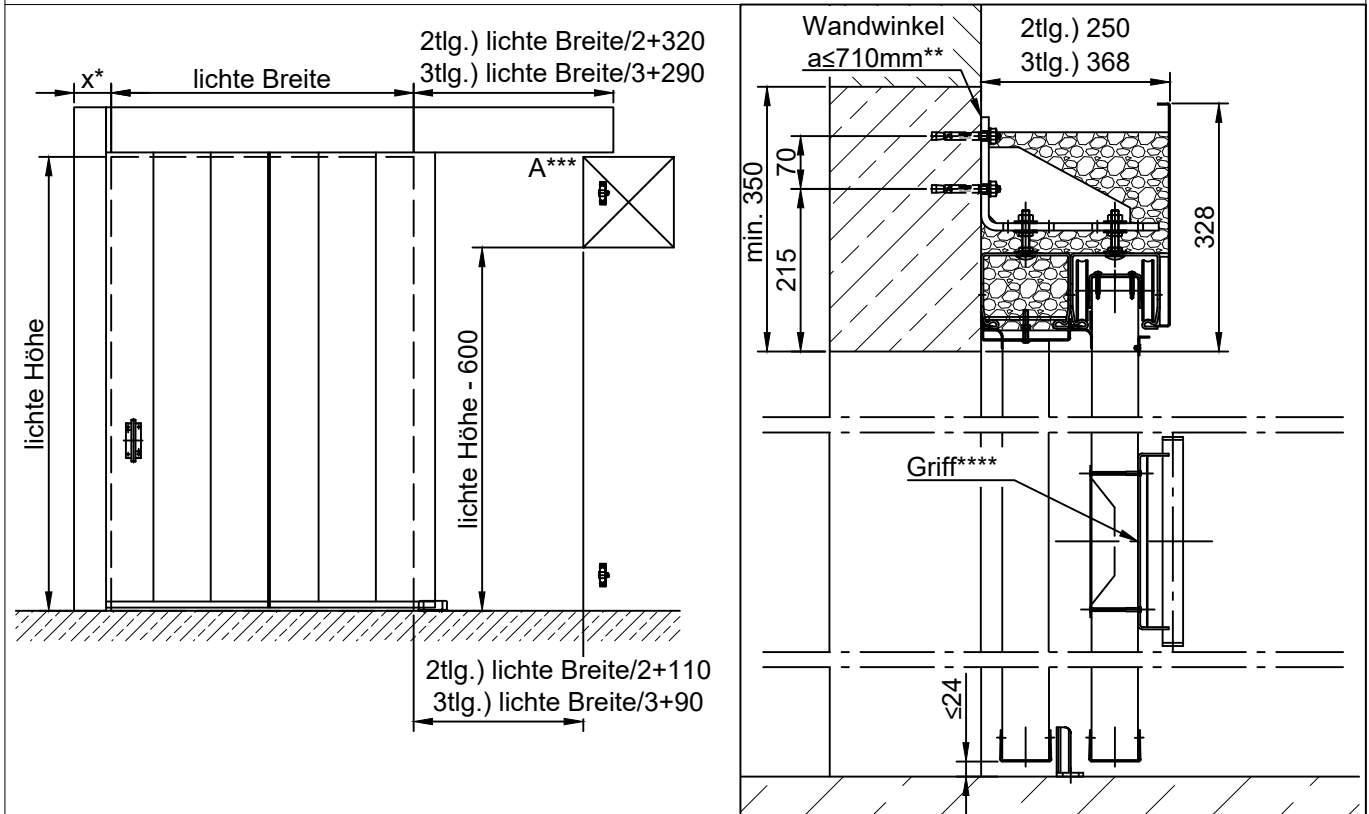 2tlg.) lichte Breite/2+320
3tlg.) lichte Breite/3+290
x*
lichte Breite
A***
lichte Höhe
lichte Höhe - 600
2tlg.) lichte Breite/2+110
3tlg.) lichte Breite/3+90
Wandwinkel
a≤710mm**
2tlg.) 250
3tlg.) 368
min. 350
70
215
328
Griff****
≤24